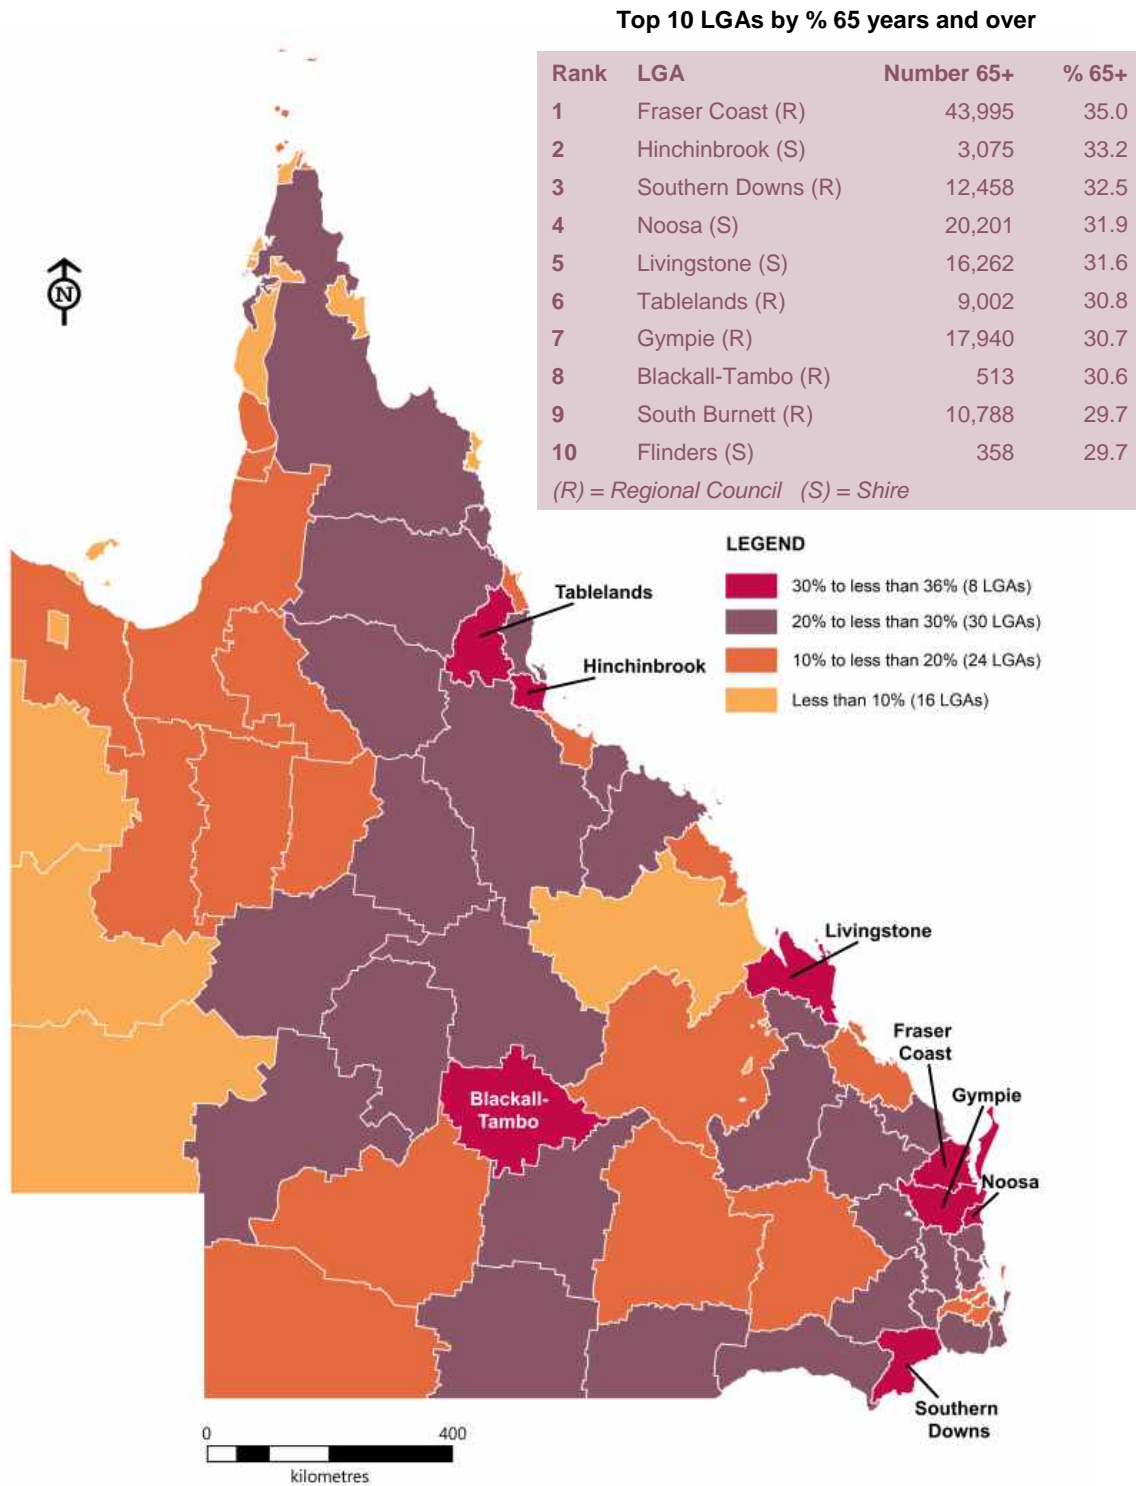 Top 10 LGAs by % 65 years and over
Rank LGA Number 65+ % 65+
1 Fraser Coast (R) 43,995 35.0
2 Hinchinbrook (S) 3,075 33.2
3 Southern Downs (R) 12,458 32.5
4 Noosa (S) 20,201 31.9
5 Livingstone (S) 16,262 31.6
6 Tablelands (R) 9,002 30.8
7 Gympie (R) 17,940 30.7
8 Blackall-Tambo (R) 513 30.6
9 South Burnett (R) 10,788 29.7
10 Flinders (S) 358 29.7
(R) = Regional Council (S) = Shire
N
LEGEND
30% to less than 36% (8 LGAs)
20% to less than 30% (30 LGAs)
10% to less than 20% (24 LGAs)
Less than 10% (16 LGAs)
Tablelands
Hinchinbrook
Livingstone
Fraser
Coast
Gympie
Blackall-
Tambo
Noosa
Southern
Downs
0 400
kilometres